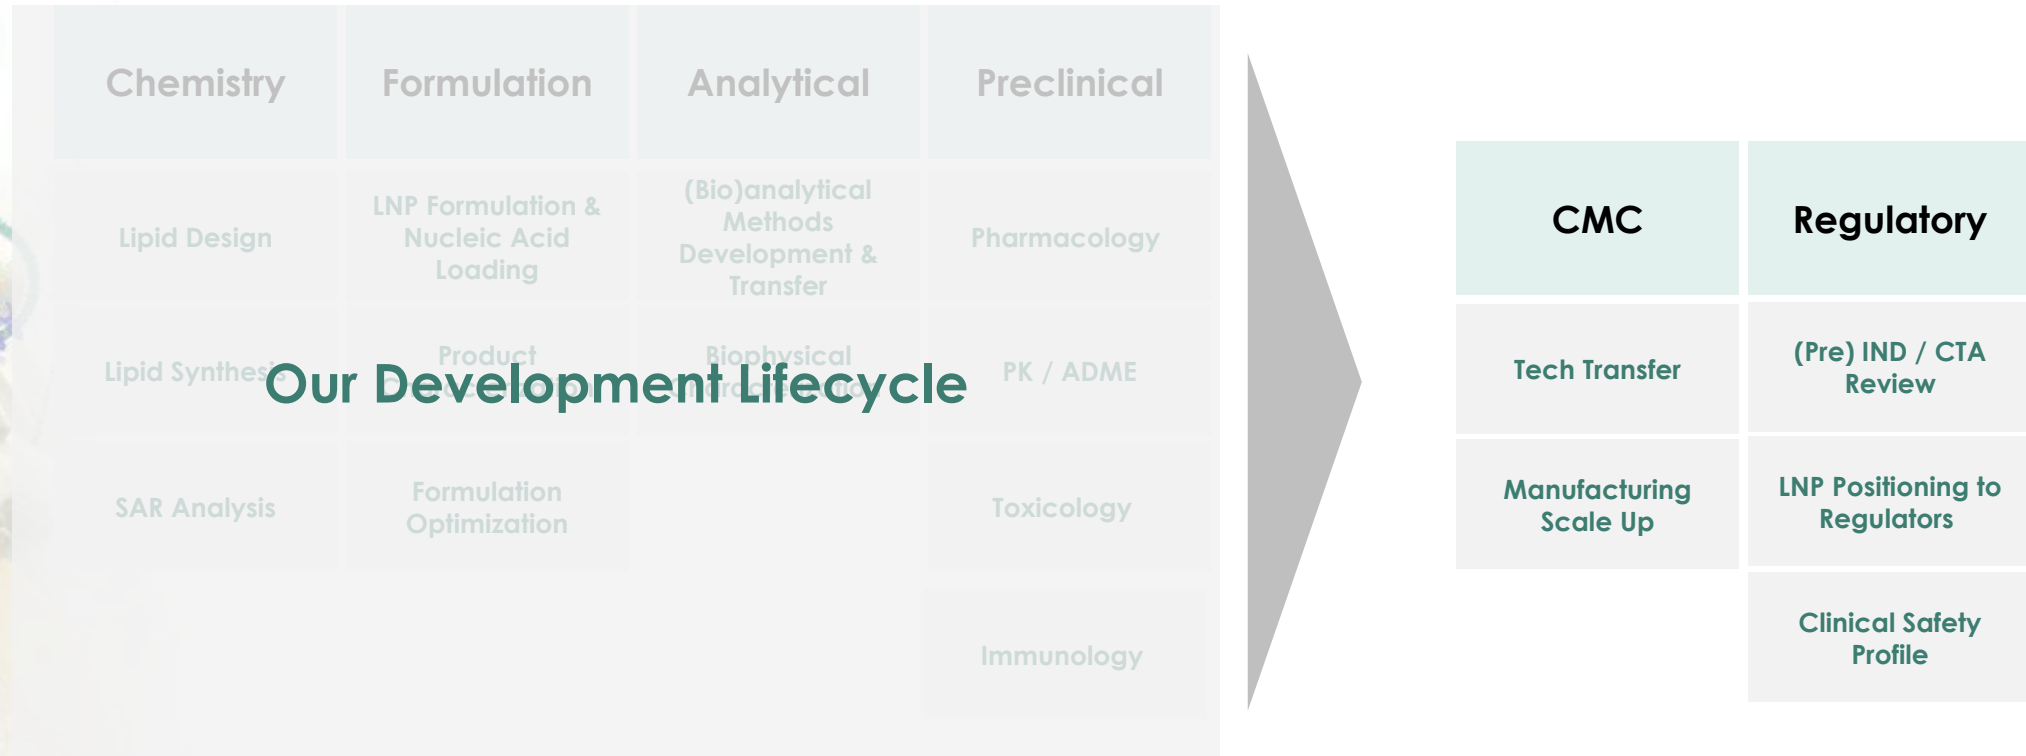 Chemistry
Lipid Design
Lipid Synthesis
SAR Analysis
Formulation
LNP Formulation &
Nucleic Acid
Loading
Product
Characterization
Formulation
Optimization
Analytical
(Bio)analytical
Methods
Development &
Transfer
Biophysical
Characterization
Preclinical
Pharmacology
PK / ADME
Toxicology
Immunology
Our Development Lifecycle
CMC
Tech Transfer
Manufacturing
Scale Up
Regulatory
(Pre) IND / CTA
Review
LNP Positioning to
Regulators
Clinical Safety
Profile